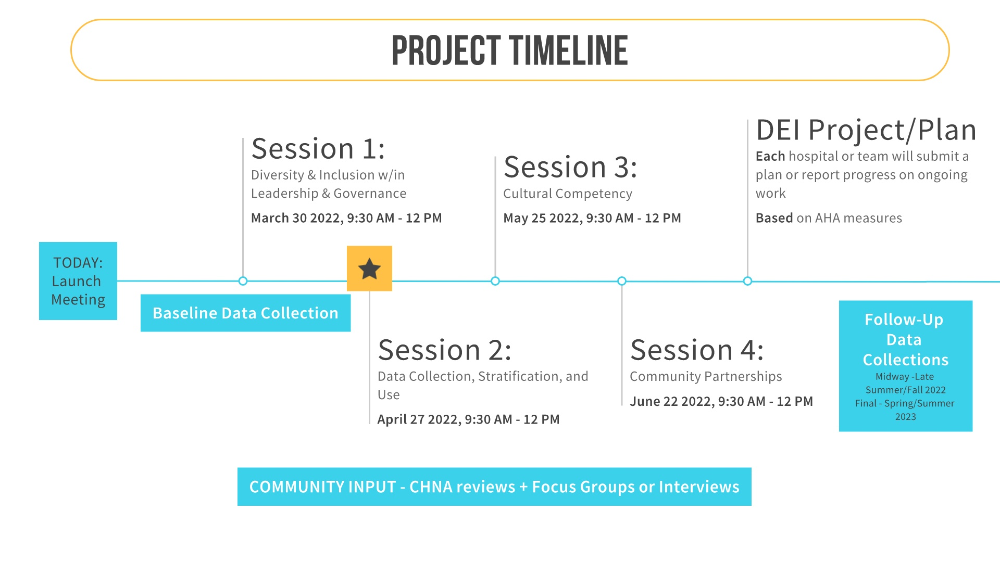 PROJECT TIMELINE
TODAY:
Launch
Meeting
Session 1:
Diversity & Inclusion w/in
Leadership & Governance
March 30 2022, 9:30 AM - 12 PM
Baseline Data Collection
Session 2:
Data Collection, Stratification, and
Use
April 27 2022, 9:30 AM - 12 PM
Session 3:
Cultural Competency
May 25 2022, 9:30 AM - 12 PM
Session 4:
Community Partnerships
June 22 2022, 9:30 AM - 12 PM
DEI Project/Plan
Each hospital or team will submit a
plan or report progress on ongoing
work
Based on AHA measures
Follow-Up
Data
Collections
Midway -Late
Summer/Fall 2022
Final - Spring/Summer
2023
COMMUNITY INPUT - CHNA reviews + Focus Groups or Interviews